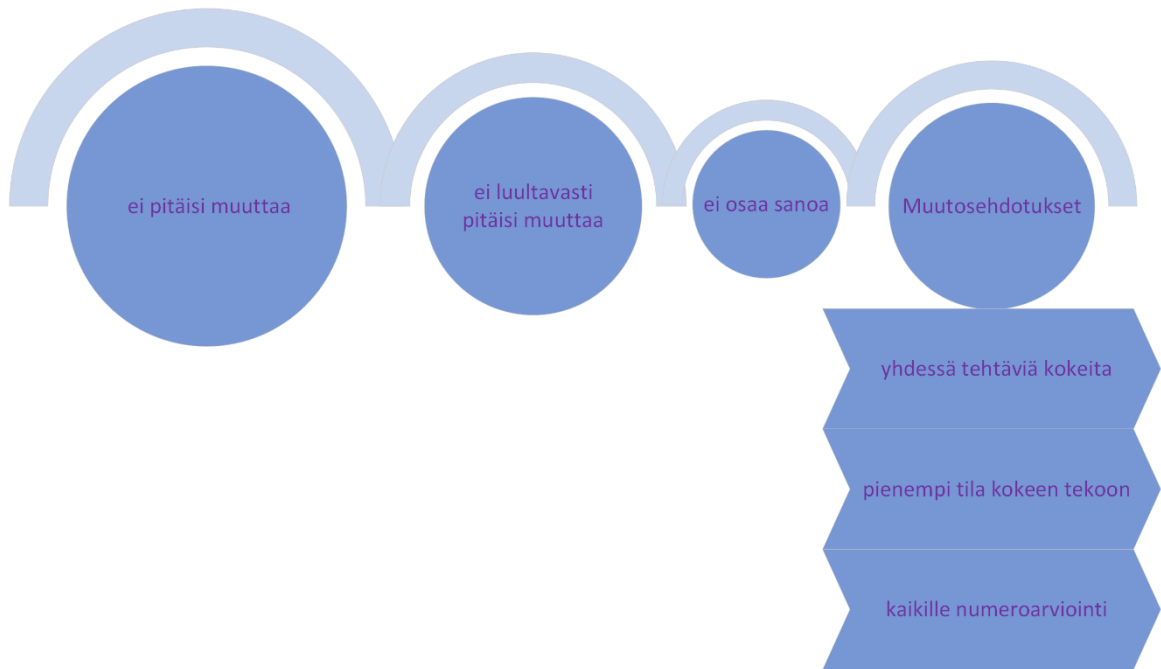 ei pitäisi muuttaa
ei luultavasti
pitäisi muuttaa
ei osaa sanoa
Muutosehdotukset
yhdessä tehtäviä kokeita
pienempi tila kokeen tekoon
kaikille numeroarviointi